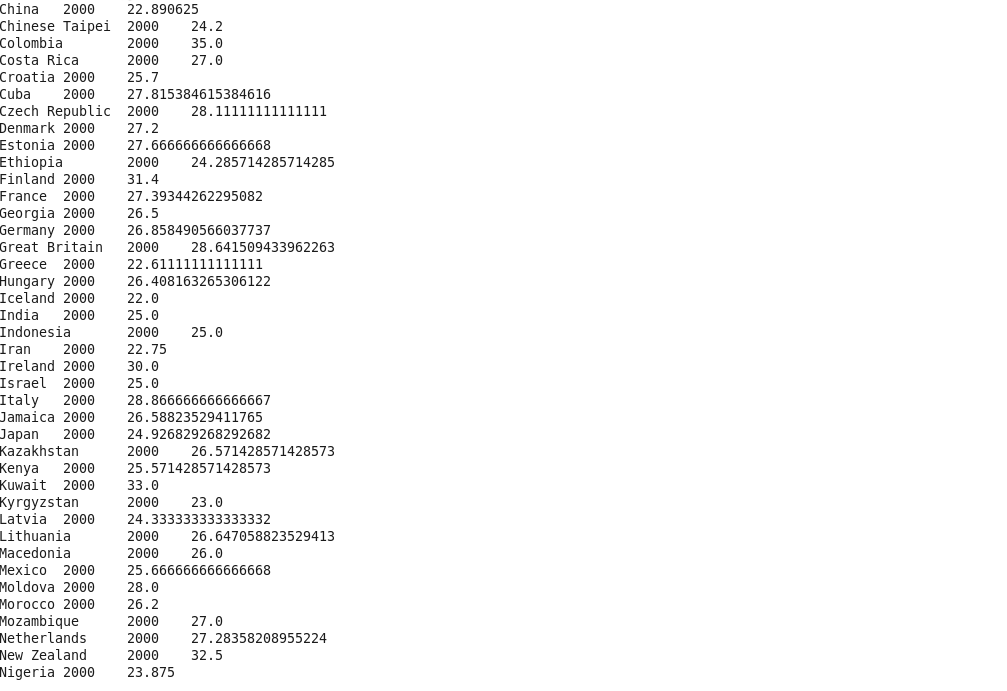 China	2000	22.890625
Chinese Taipei	2000	24.2
Colombia	2000	35.0
Costa Rica	2000	27.0
Croatia	2000	25.7
Cuba	2000	27.815384615384616
Czech Republic	2000	28.11111111111111
Denmark	2000	27.2
Estonia	2000	27.666666666666668
Ethiopia	2000	24.285714285714285
Finland	2000	31.4
France	2000	27.39344262295082
Georgia	2000	26.5
Germany	2000	26.858490566037737
Great Britain	2000	28.641509433962263
Greece	2000	22.61111111111111
Hungary	2000	26.408163265306122
Iceland	2000	22.0
India	2000	25.0
Indonesia	2000	25.0
Iran	2000	22.75
Ireland	2000	30.0
Israel	2000	25.0
Italy	2000	28.866666666666667
Jamaica	2000	26.58823529411765
Japan	2000	24.926829268292682
Kazakhstan	2000	26.571428571428573
Kenya	2000	25.571428571428573
Kuwait	2000	33.0
Kyrgyzstan	2000	23.0
Latvia	2000	24.333333333333332
Lithuania	2000	26.647058823529413
Macedonia	2000	26.0
Mexico	2000	25.666666666666668
Moldova	2000	28.0
Morocco	2000	26.2
Mozambique	2000	27.0
Netherlands	2000	27.28358208955224
New Zealand	2000	32.5
Nigeria	2000	23.875